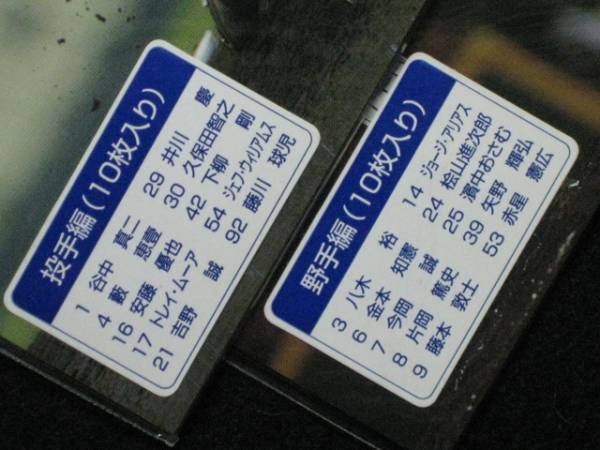 投手編(10枚入り)
1 谷中 真二
4 藪 恵壹
16 安藤 優也
17 トレイ・ムーア
21 吉野 誠
29 井川 慶
30 久保田智之
42 下柳 剛
54 ジェフ・ウィリアムス
92 藤川 球児
野手編(10枚入り)
3 八木 裕
6 金本 知憲
7 今岡 誠
8 片岡 篤史
9 藤本 敦士
14 ジョージ・アリアス
24 桧山進次郎
25 濱中おさむ
39 矢野 輝弘
53 赤星 憲広